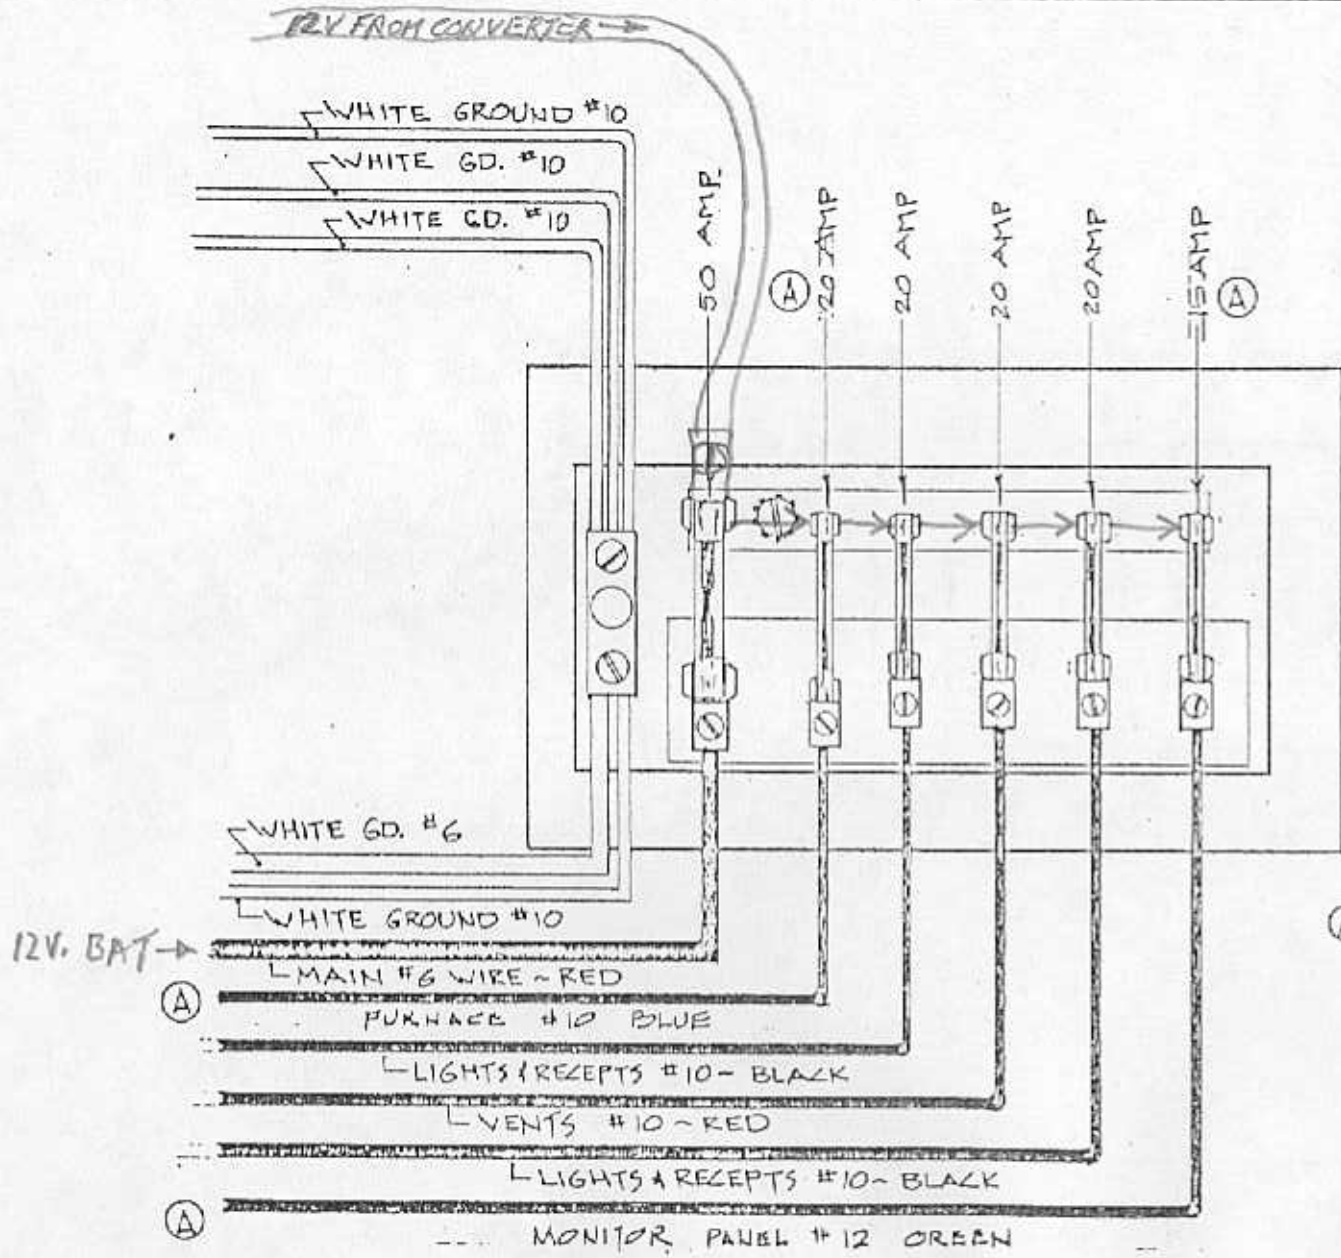 12V FROM CONVERTER
WHITE GROUND #10
WHITE GD. #10
WHITE GD. #10
50 AMP.
A
20 AMP
20 AMP
20 AMP
20 AMP
15 AMP
A
WHITE GD. #6
WHITE GROUND #10
12V. BAT
MAIN #6 WIRE ~ RED
A
FURNACE #10 BLUE
LIGHTS & RECEPTS #10 ~ BLACK
VENTS #10 ~ RED
LIGHTS & RECEPTS #10 ~ BLACK
A
MONITOR PANEL #12 GREEN